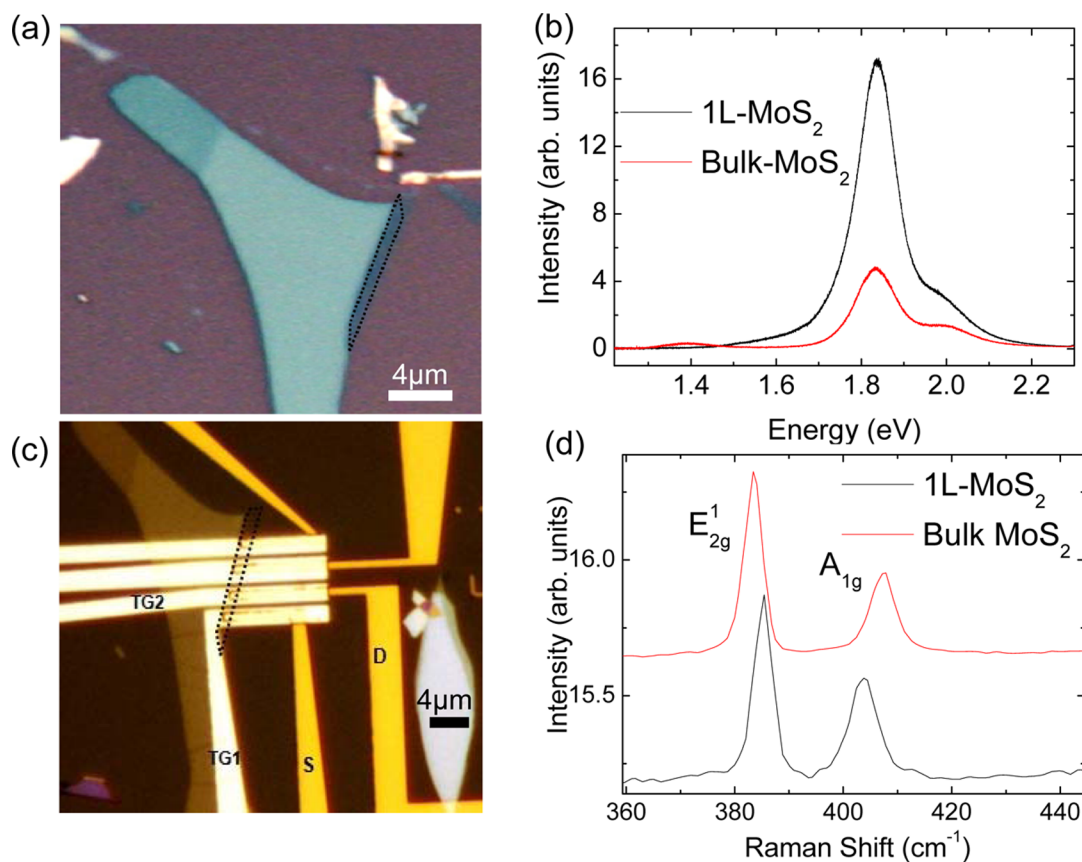 (a)
4μm
(b)
Intensity (arb. units)
16
12
8
4
0
1L-MoS₂
Bulk-MoS₂
1.4
1.6
1.8
2.0
2.2
Energy (eV)
(c)
TG2
TG1
S
D
4μm
(d)
Intensity (arb. units)
16.0
15.5
E¹₂g
A₁g
1L-MoS₂
Bulk MoS₂
360
380
400
420
440
Raman Shift (cm⁻¹)